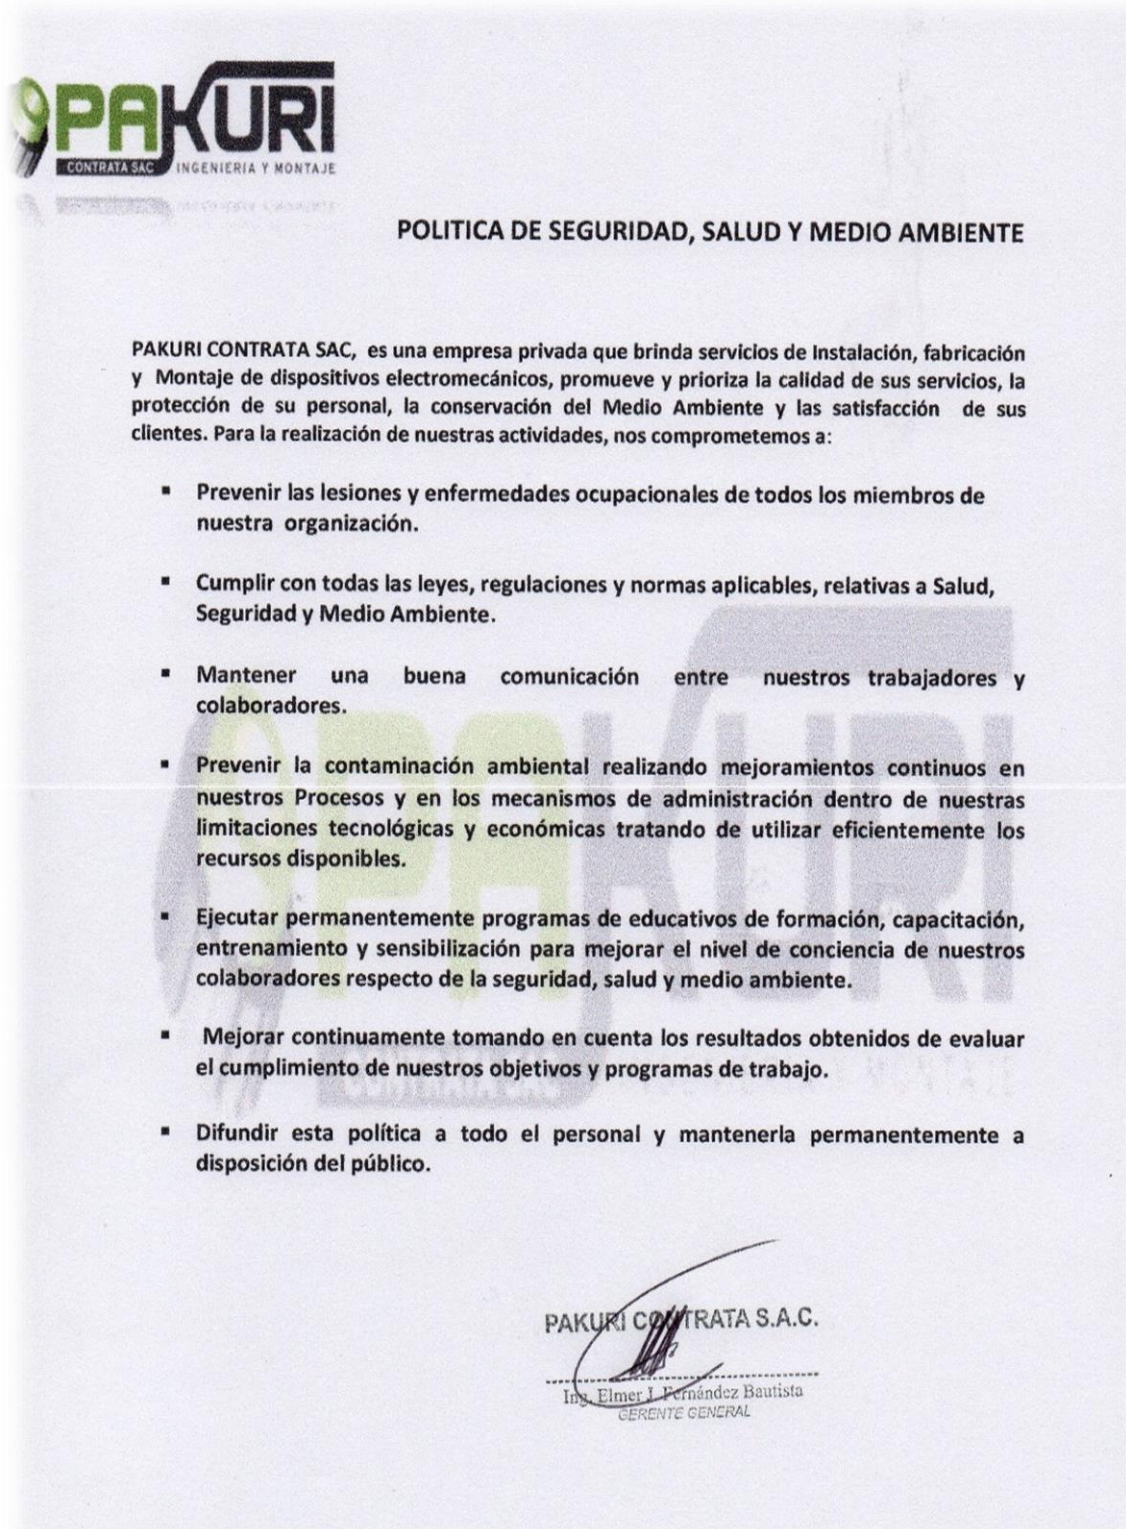 PAKURI
CONTRATA SAC INGENIERIA Y MONTAJE
POLITICA DE SEGURIDAD, SALUD Y MEDIO AMBIENTE
PAKURI CONTRATA SAC, es una empresa privada que brinda servicios de Instalación, fabricación
y Montaje de dispositivos electromecánicos, promueve y prioriza la calidad de sus servicios, la
protección de su personal, la conservación del Medio Ambiente y las satisfacción de sus
clientes. Para la realización de nuestras actividades, nos comprometemos a:
▪ Prevenir las lesiones y enfermedades ocupacionales de todos los miembros de
nuestra organización.
▪ Cumplir con todas las leyes, regulaciones y normas aplicables, relativas a Salud,
Seguridad y Medio Ambiente.
▪ Mantener una buena comunicación entre nuestros trabajadores y
colaboradores.
▪ Prevenir la contaminación ambiental realizando mejoramientos continuos en
nuestros Procesos y en los mecanismos de administración dentro de nuestras
limitaciones tecnológicas y económicas tratando de utilizar eficientemente los
recursos disponibles.
▪ Ejecutar permanentemente programas de educativos de formación, capacitación,
entrenamiento y sensibilización para mejorar el nivel de conciencia de nuestros
colaboradores respecto de la seguridad, salud y medio ambiente.
▪ Mejorar continuamente tomando en cuenta los resultados obtenidos de evaluar
el cumplimiento de nuestros objetivos y programas de trabajo.
▪ Difundir esta política a todo el personal y mantenerla permanentemente a
disposición del público.
PAKURI CONTRATA S.A.C.
Ing. Elmer J. Fernández Bautista
GERENTE GENERAL
PAKURI
CONTRATA SAC